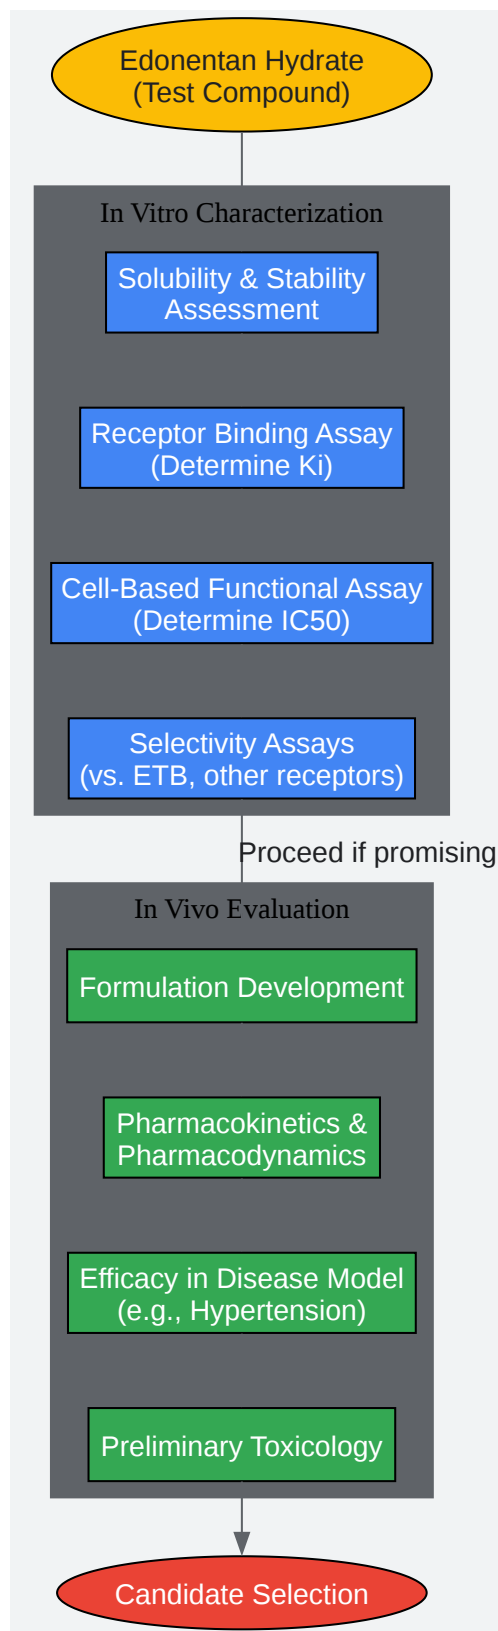 Edonentan Hydrate
(Test Compound)
In Vitro Characterization
Solubility & Stability
Assessment
Receptor Binding Assay
(Determine Ki)
Cell-Based Functional Assay
(Determine IC50)
Selectivity Assays
(vs. ETB, other receptors)
Proceed if promising
In Vivo Evaluation
Formulation Development
Pharmacokinetics &
Pharmacodynamics
Efficacy in Disease Model
(e.g., Hypertension)
Preliminary Toxicology
Candidate Selection